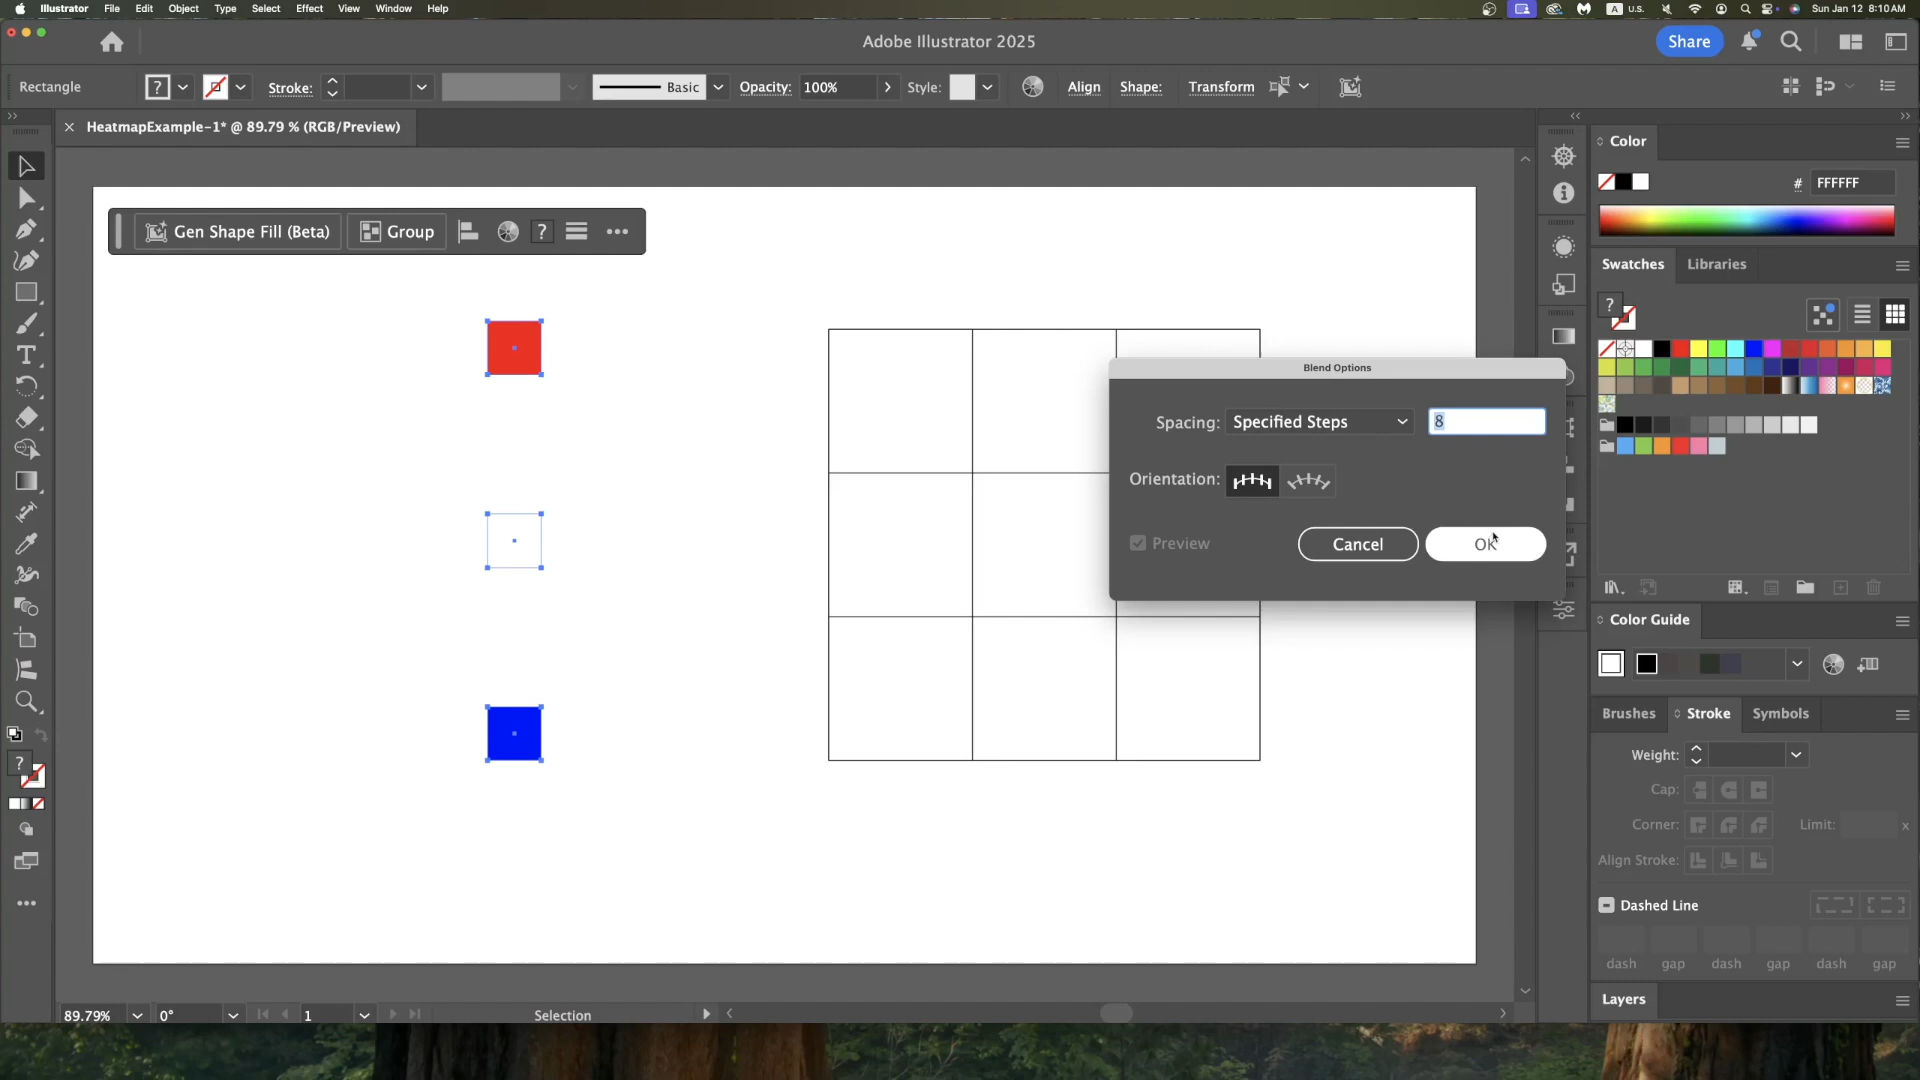 Illustrator File Edit Object Type Select Effect View Window Help
A U.S. Sun Jan 12 8:10 AM
Adobe Illustrator 2025
Share
Rectangle ? Stroke: Basic Opacity: 100% Style: Align Shape: Transform
HeatmapExample-1* @ 89.79 % (RGB/Preview)
Gen Shape Fill (Beta) Group ?
Blend Options
Spacing: Specified Steps 8
Orientation:
Preview Cancel OK
Color
# FFFFFF
Swatches Libraries
?
Color Guide
Brushes Stroke Symbols
Weight:
Cap:
Corner: Limit: x
Align Stroke:
Dashed Line
dash gap dash gap dash gap
Layers
?
89.79% 0° 1 Selection